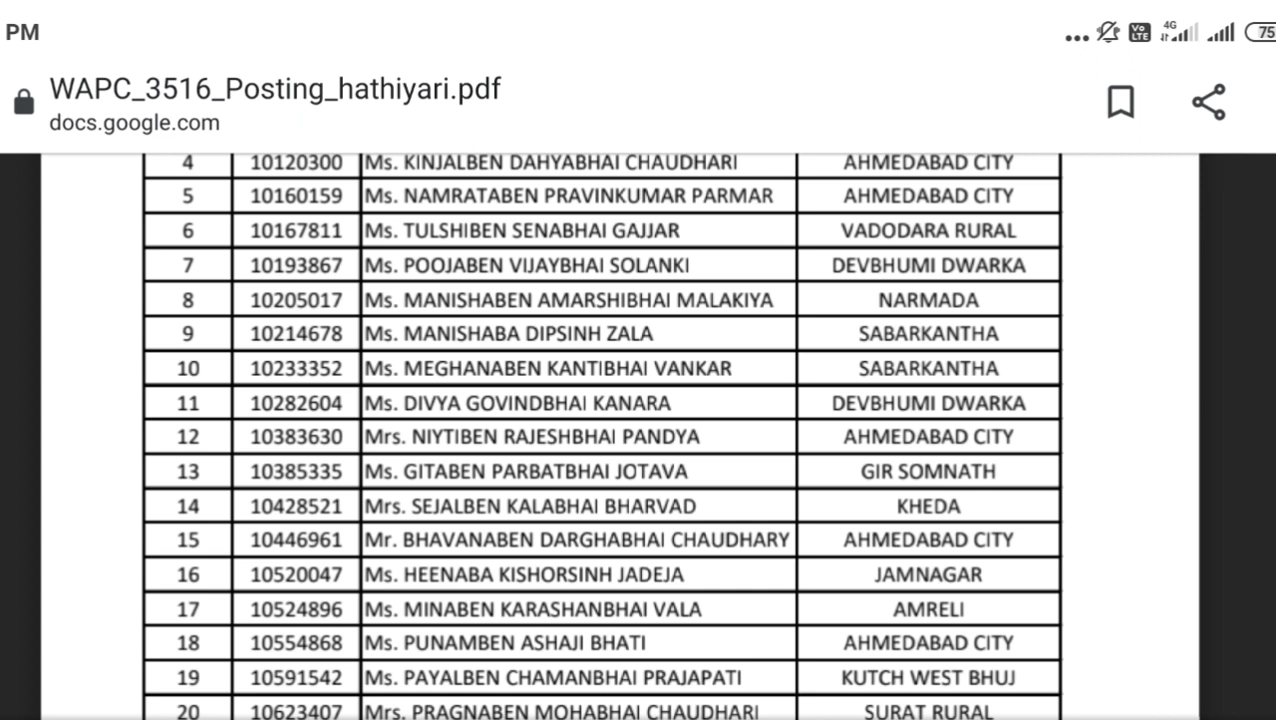 PM
4G
Vo LTE
75
WAPC_3516_Posting_hathiyari.pdf
docs.google.com
4 10120300 Ms. KINJALBEN DAHYABHAI CHAUDHARI AHMEDABAD CITY
5 10160159 Ms. NAMRATABEN PRAVINKUMAR PARMAR AHMEDABAD CITY
6 10167811 Ms. TULSHIBEN SENABHAI GAJJAR VADODARA RURAL
7 10193867 Ms. POOJABEN VIJAYBHAI SOLANKI DEVBHUMI DWARKA
8 10205017 Ms. MANISHABEN AMARSHIBHAI MALAKIYA NARMADA
9 10214678 Ms. MANISHABA DIPSINH ZALA SABARKANTHA
10 10233352 Ms. MEGHANABEN KANTIBHAI VANKAR SABARKANTHA
11 10282604 Ms. DIVYA GOVINDBHAI KANARA DEVBHUMI DWARKA
12 10383630 Mrs. NIYTIBEN RAJESHBHAI PANDYA AHMEDABAD CITY
13 10385335 Ms. GITABEN PARBATBHAI JOTAVA GIR SOMNATH
14 10428521 Mrs. SEJALBEN KALABHAI BHARVAD KHEDA
15 10446961 Mr. BHAVANABEN DARGHABHAI CHAUDHARY AHMEDABAD CITY
16 10520047 Ms. HEENABA KISHORSINH JADEJA JAMNAGAR
17 10524896 Ms. MINABEN KARASHANBHAI VALA AMRELI
18 10554868 Ms. PUNAMBEN ASHAJI BHATI AHMEDABAD CITY
19 10591542 Ms. PAYALBEN CHAMANBHAI PRAJAPATI KUTCH WEST BHUJ
20 10623407 Mrs. PRAGNABEN MOHABHAI CHAUDHARI SURAT RURAL